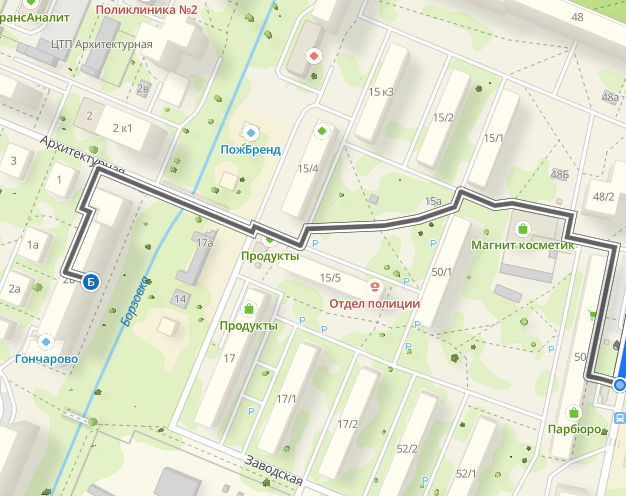 Поликлиника №2
трансАналит
48
ЦТП Архитектурная
15 к3
48а
2в
2
2 к1
15/2
15/1
Архитектурная
ПожБренд
3
1
15/4
48Б
15а
48/2
1а
17а
Продукты
Магнит косметик
Р
2а
Б
Борзовка
14
15/5
50/1
Отдел полиции
Р
Продукты
Р
Р
Гончарово
17
50
17/1
17/2
Р
52/2
52/1
Парбюро
Заводская